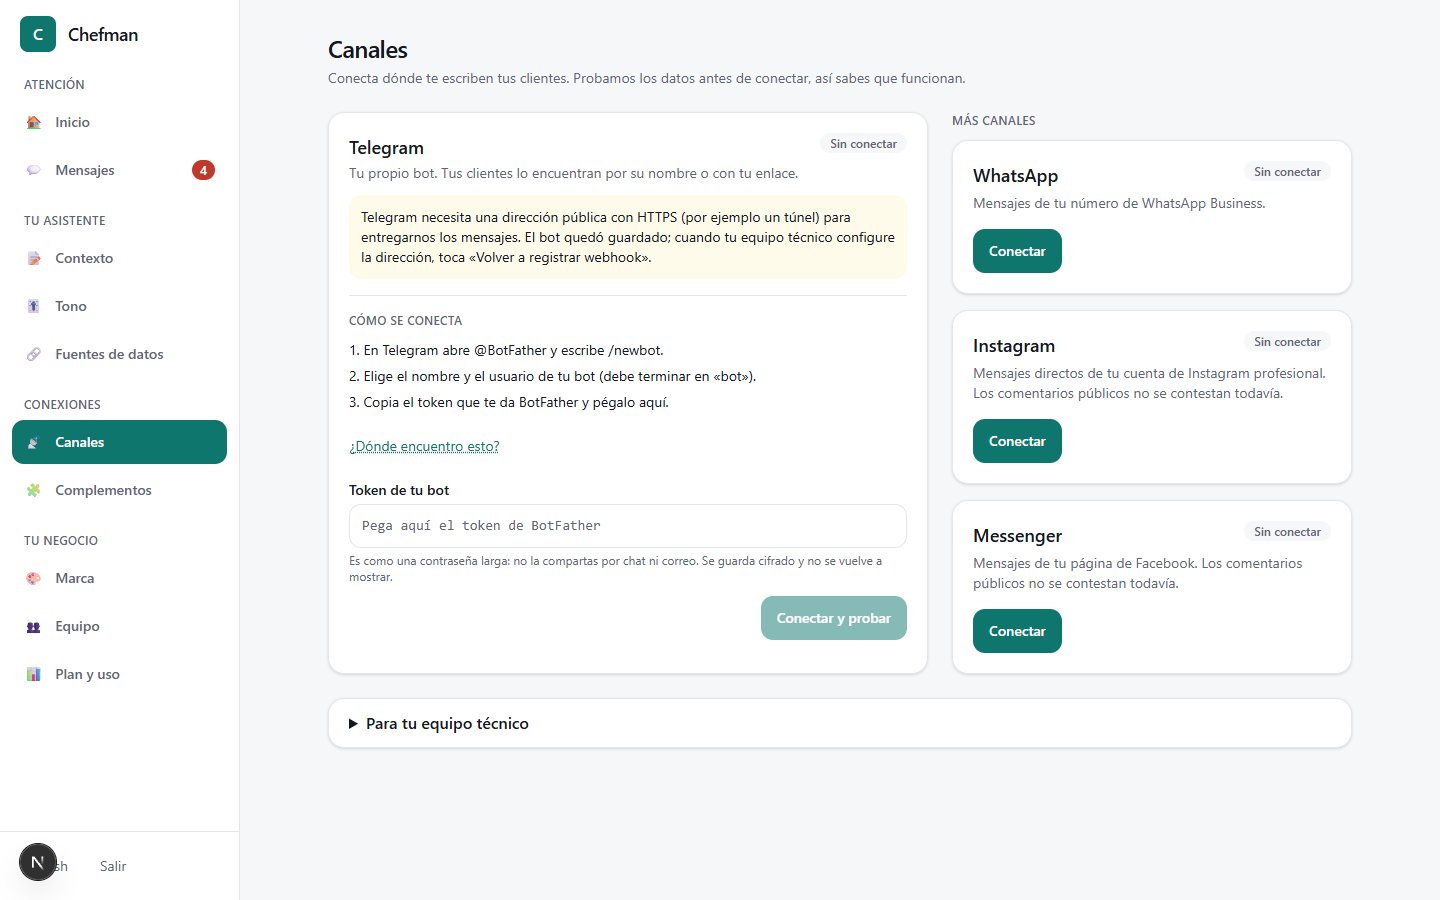 C
Chefman
ATENCIÓN
Inicio
Mensajes
4
TU ASISTENTE
Contexto
Tono
Fuentes de datos
CONEXIONES
Canales
Complementos
TU NEGOCIO
Marca
Equipo
Plan y uso
N
sh
Salir
Canales
Conecta dónde te escriben tus clientes. Probamos los datos antes de conectar, así sabes que funcionan.
Telegram
Sin conectar
Tu propio bot. Tus clientes lo encuentran por su nombre o con tu enlace.
Telegram necesita una dirección pública con HTTPS (por ejemplo un túnel) para
entregarnos los mensajes. El bot quedó guardado; cuando tu equipo técnico configure
la dirección, toca «Volver a registrar webhook».
CÓMO SE CONECTA
1. En Telegram abre @BotFather y escribe /newbot.
2. Elige el nombre y el usuario de tu bot (debe terminar en «bot»).
3. Copia el token que te da BotFather y pégalo aquí.
¿Dónde encuentro esto?
Token de tu bot
Pega aquí el token de BotFather
Es como una contraseña larga: no la compartas por chat ni correo. Se guarda cifrado y no se vuelve a
mostrar.
Conectar y probar
MÁS CANALES
WhatsApp
Sin conectar
Mensajes de tu número de WhatsApp Business.
Conectar
Instagram
Sin conectar
Mensajes directos de tu cuenta de Instagram profesional.
Los comentarios públicos no se contestan todavía.
Conectar
Messenger
Sin conectar
Mensajes de tu página de Facebook. Los comentarios
públicos no se contestan todavía.
Conectar
Para tu equipo técnico